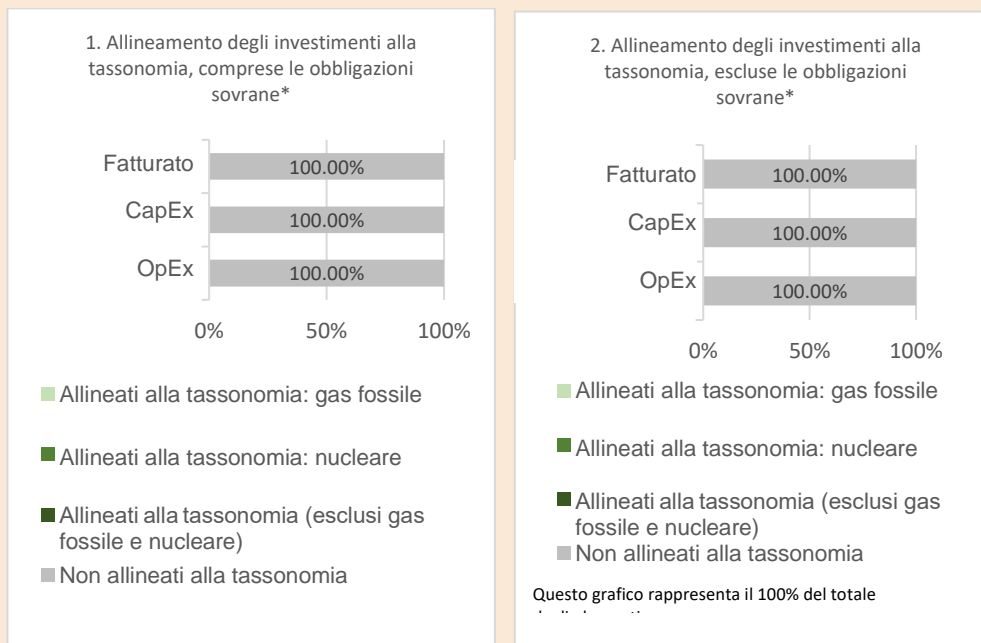 1. Allineamento degli investimenti alla
tassonomia, comprese le obbligazioni
sovrane*
Fatturato
100.00%
CapEx
100.00%
OpEx
100.00%
0%
50%
100%
Allineati alla tassonomia: gas fossile
Allineati alla tassonomia: nucleare
Allineati alla tassonomia (esclusi gas
fossile e nucleare)
Non allineati alla tassonomia
2. Allineamento degli investimenti alla
tassonomia, escluse le obbligazioni
sovrane*
Fatturato
100.00%
CapEx
100.00%
OpEx
100.00%
0%
50%
100%
Allineati alla tassonomia: gas fossile
Allineati alla tassonomia: nucleare
Allineati alla tassonomia (esclusi gas
fossile e nucleare)
Non allineati alla tassonomia
Questo grafico rappresenta il 100% del totale